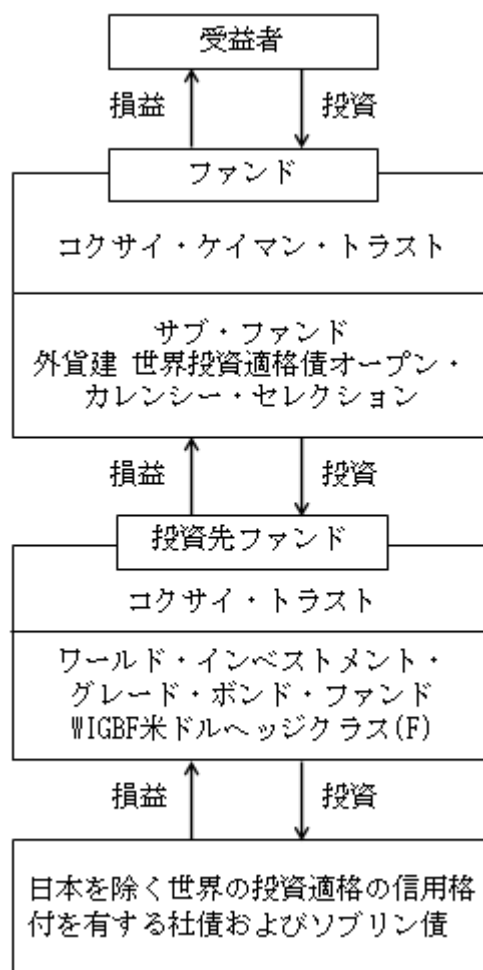 受益者
損益 投資
ファンド
コクサイ・ケイマン・トラスト
サブ・ファンド
外貨建 世界投資適格債オープン・
カレンシー・セレクション
損益 投資
投資先ファンド
コクサイ・トラスト
ワールド・インベストメント・
グレード・ボンド・ファンド
WIGBF米ドルヘッジクラス(F)
損益 投資
日本を除く世界の投資適格の信用格
付を有する社債およびソブリン債